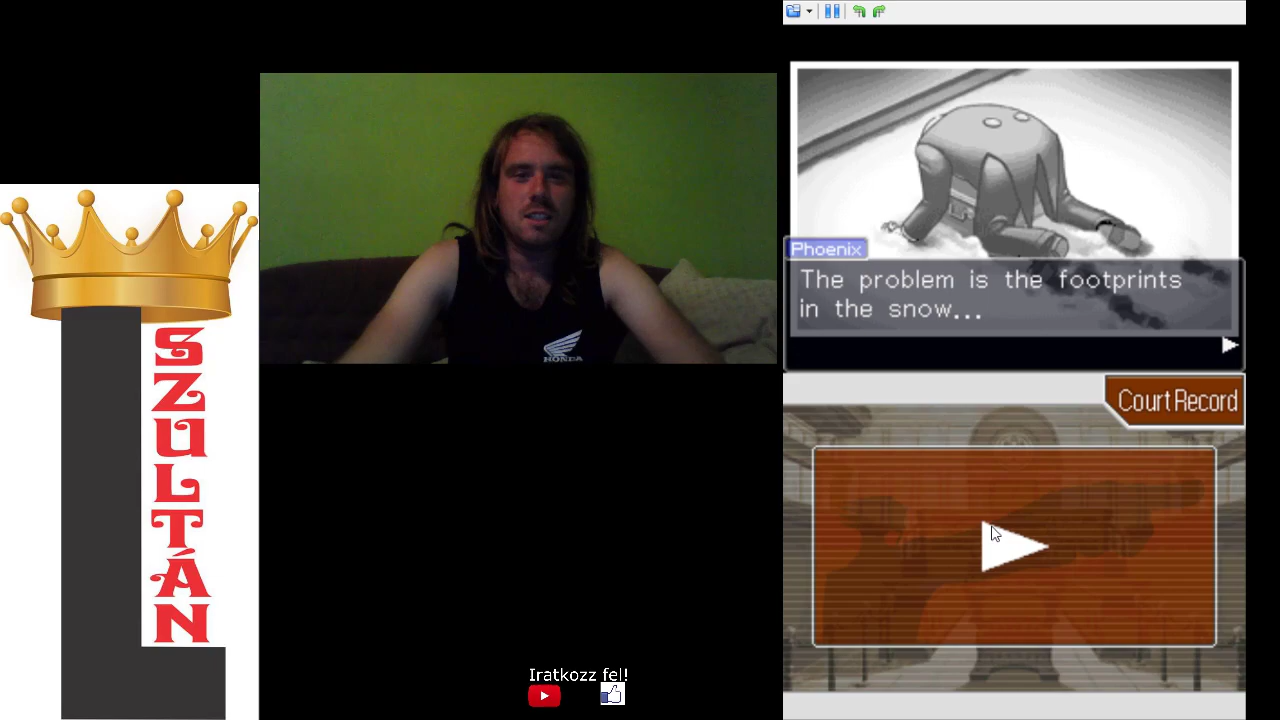 L
SZULTÁN
HONDA
Iratkozz fel!
Phoenix
The problem is the footprints
in the snow...
Court Record